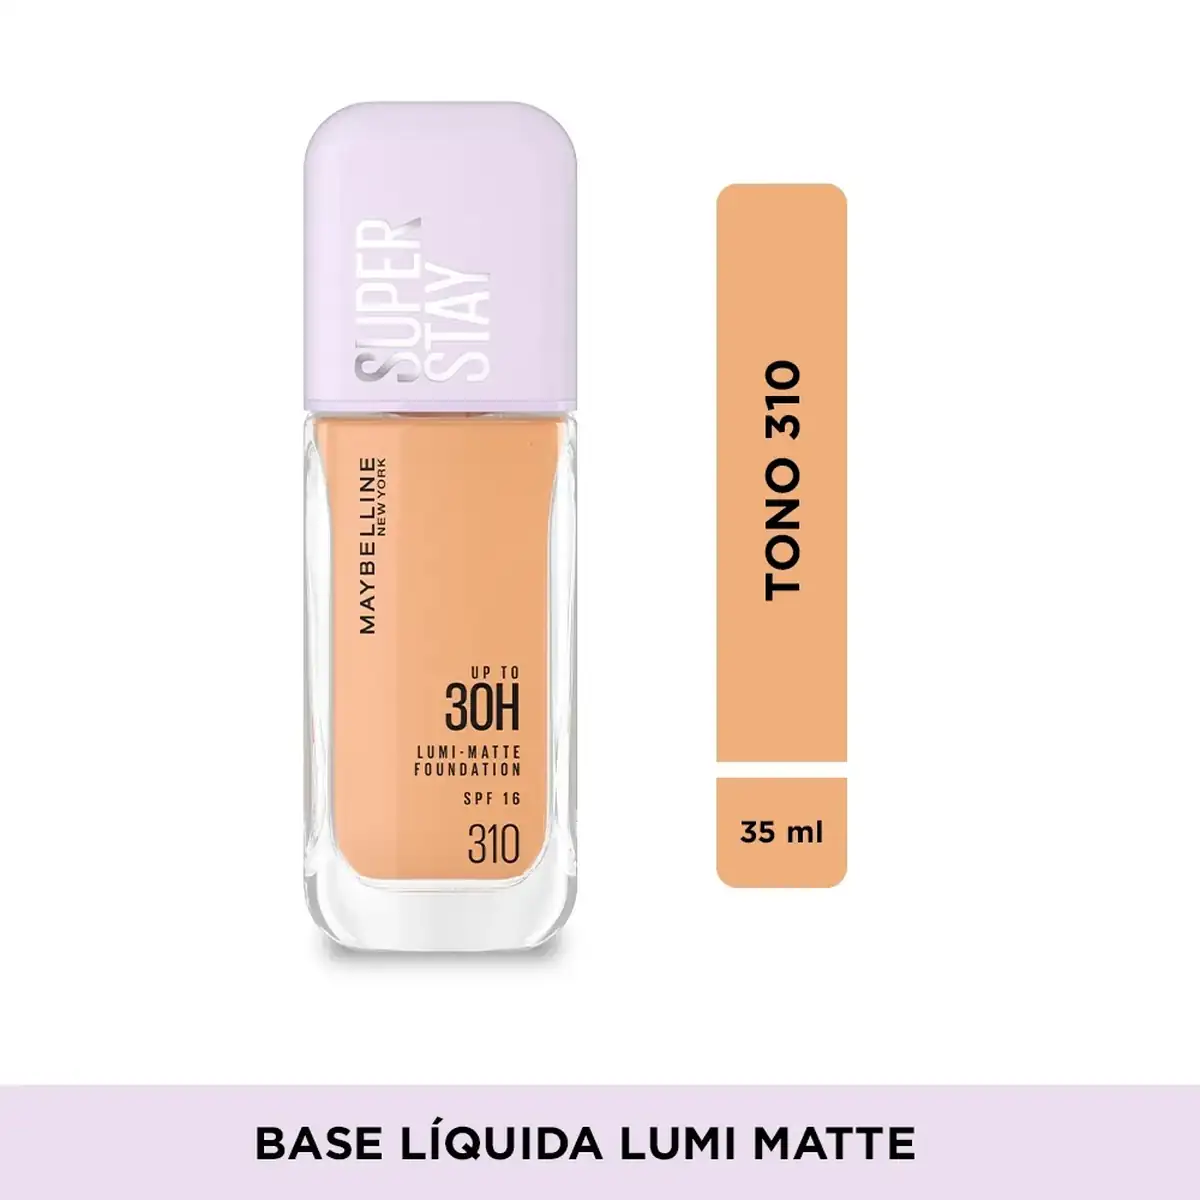 SUPER
STAY
MAYBELLINE
NEW YORK
UP TO
30H
LUMI-MATTE
FOUNDATION
SPF 16
310
TONO 310
35 ml
BASE LÍQUIDA LUMI MATTE